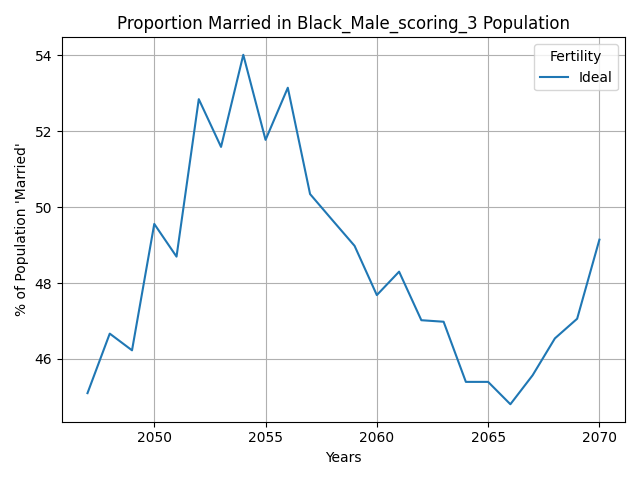 Proportion Married in Black_Male_scoring_3 Population
Fertility
Ideal
54
52
50
48
46
% of Population 'Married'
2050
2055
2060
2065
2070
Years